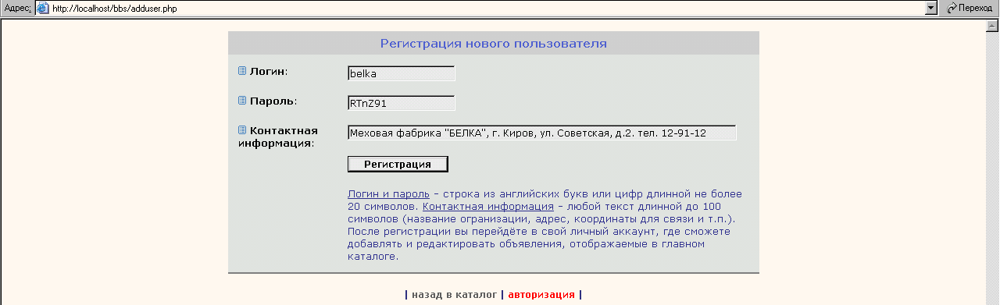 Адрес: http://localhost/bbs/adduser.php Переход
Регистрация нового пользователя
Логин: belka
Пароль: RTnZ91
Контактная информация: Меховая фабрика "БЕЛКА", г. Киров, ул. Советская, д.2. тел. 12-91-12
Регистрация
Логин и пароль - строка из английских букв или цифр длинной не более
20 символов. Контактная информация - любой текст длинной до 100
символов (название огранизации, адрес, координаты для связи и т.п.).
После регистрации вы перейдёте в свой личный аккаунт, где сможете
добавлять и редактировать объявления, отображаемые в главном
каталоге.
| назад в каталог | авторизация |